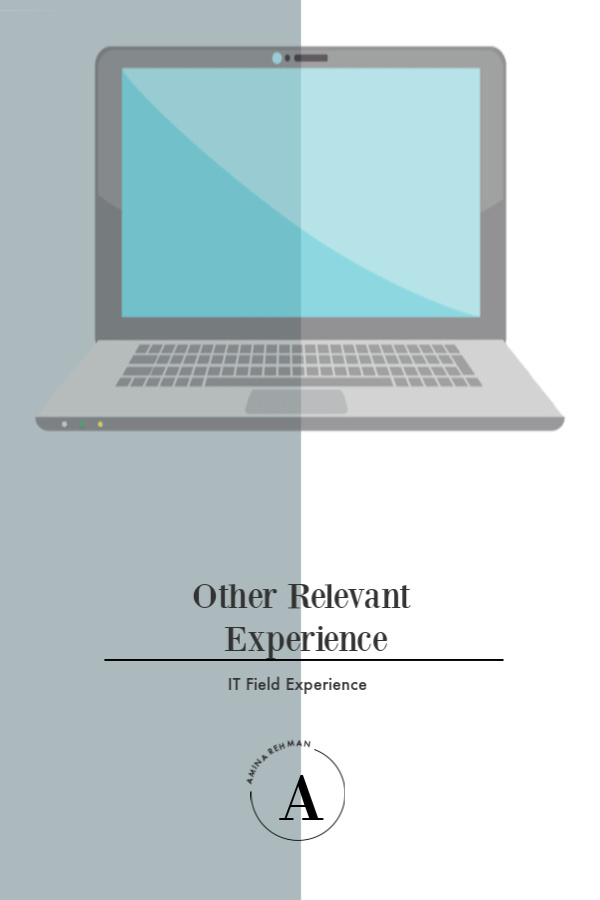 Other Relevant
Experience
IT Field Experience
AMINA REHMAN
A